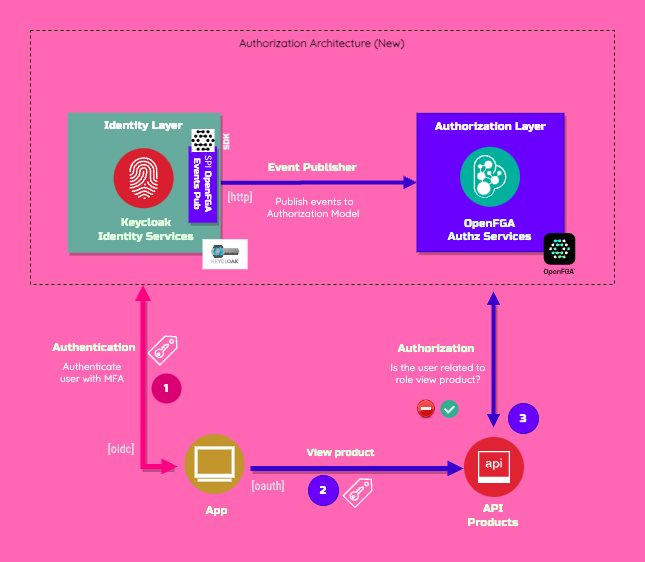 Authorization Architecture (New)
Identity Layer
XOS
SPI OpenFGA
Events Pub
Keycloak
Identity Services
KEYCLOAK
Event Publisher
[http]
Publish events to
Authorization Model
Authorization Layer
OpenFGA
Authz Services
OpenFGA
Authentication
Authenticate
user with MFA
1
[oidc]
App
View product
[oauth]
2
Authorization
Is the user related to
role view product?
3
api
API
Products